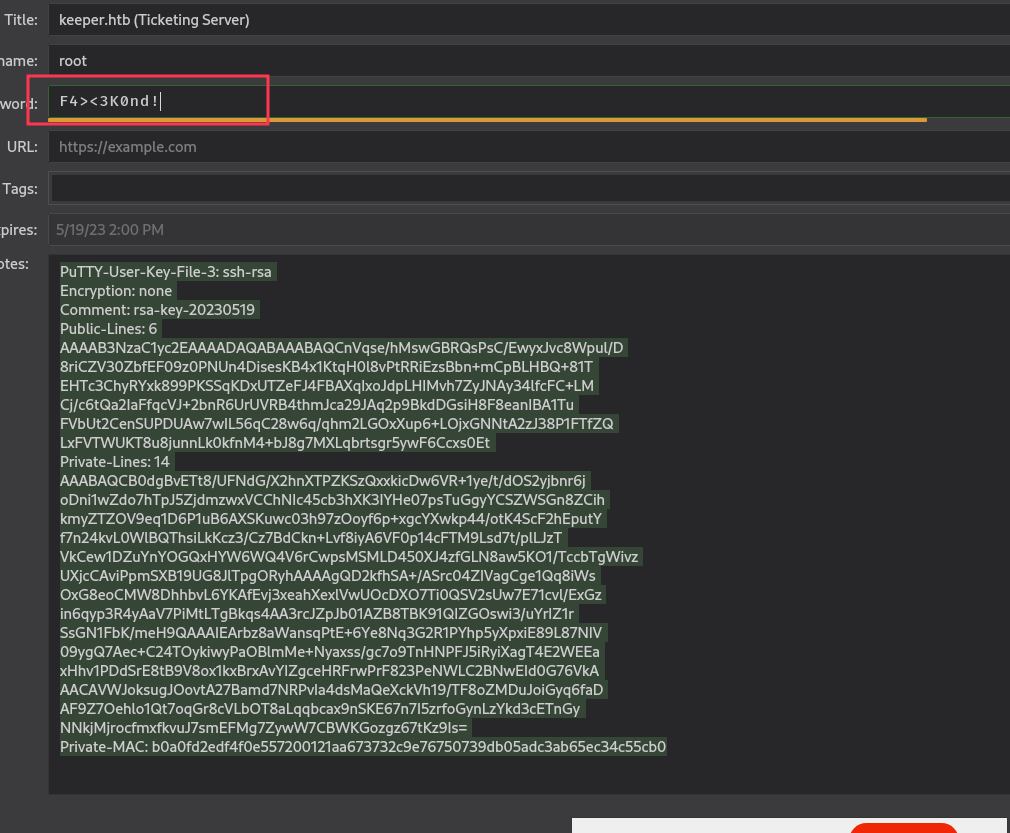 Title: keeper.htb (Ticketing Server)
name: root
word: F4><3K0nd!
URL: https://example.com
Tags:
pires: 5/19/23 2:00 PM
otes:
PuTTY-User-Key-File-3: ssh-rsa
Encryption: none
Comment: rsa-key-20230519
Public-Lines: 6
AAAAB3NzaC1yc2EAAAADAQABAAABAQCnVqse/hMswGBRQsPsC/EwyxJvc8Wpul/D
8riCZV30ZbfEF09z0PNUn4DisesKB4x1KtqH0l8vPtRRiEzsBbn+mCpBLHBQ+81T
EHTc3ChyRYxk899PKSSqKDxUTZeFJ4FBAXqIxoJdpLHIMvh7ZyJNAy34lfcFC+LM
Cj/c6tQa2IaFfqcVJ+2bnR6UrUVRB4thmJca29JAq2p9BkdDGsiH8F8eanIBA1Tu
FVbUt2CenSUPDUAw7wIL56qC28w6q/qhm2LGOxXup6+LOjxGNNtA2zJ38P1FTfZQ
LxFVTWUKT8u8junnLk0kfnM4+bJ8g7MXLqbrtsgr5ywF6Ccxs0Et
Private-Lines: 14
AAABAQCB0dgBvETt8/UFNdG/X2hnXTPZKSzQxxkicDw6VR+1ye/t/dOS2yjbnr6j
oDni1wZdo7hTpJ5ZjdmzwxVCChNIc45cb3hXK3IYHe07psTuGgyYCSZWSGn8ZCih
kmyZTZOV9eq1D6P1uB6AXSKuwc03h97zOoyf6p+xgcYXwkp44/otK4ScF2hEputY
f7n24kvL0WlBQThsiLkKcz3/Cz7BdCkn+Lvf8iyA6VF0p14cFTM9Lsd7t/plLJzT
VkCew1DZuYnYOGQxHYW6WQ4V6rCwpsMSMLD450XJ4zfGLN8aw5KO1/TccbTgWivz
UXjcCAviPpmSXB19UG8JlTpgORyhAAAAgQD2kfhSA+/ASrc04ZIVagCge1Qq8iWs
OxG8eoCMW8DhhbvL6YKAfEvj3xeahXexlVwUOcDXO7Ti0QSV2sUw7E71cvl/ExGz
in6qyp3R4yAaV7PiMtLTgBkqs4AA3rcJZpJb01AZB8TBK91QIZGOswi3/uYrIZ1r
SsGN1FbK/meH9QAAAIEArbz8aWansqPtE+6Ye8Nq3G2R1PYhp5yXpxiE89L87NIV
09ygQ7Aec+C24TOykiwyPaOBlmMe+Nyaxss/gc7o9TnHNPFJ5iRyiXagT4E2WEEa
xHhv1PDdSrE8tB9V8ox1kxBrxAvYIZgceHRFrwPrF823PeNWLC2BNwEId0G76VkA
AACAVWJoksugJOovtA27Bamd7NRPvIa4dsMaQeXckVh19/TF8oZMDuJoiGyq6faD
AF9Z7Oehlo1Qt7oqGr8cVLbOT8aLqqbcax9nSKE67n7I5zrfoGynLzYkd3cETnGy
NNkjMjrocfmxfkvuJ7smEFMg7ZywW7CBWKGozgz67tKz9Is=
Private-MAC: b0a0fd2edf4f0e557200121aa673732c9e76750739db05adc3ab65ec34c55cb0